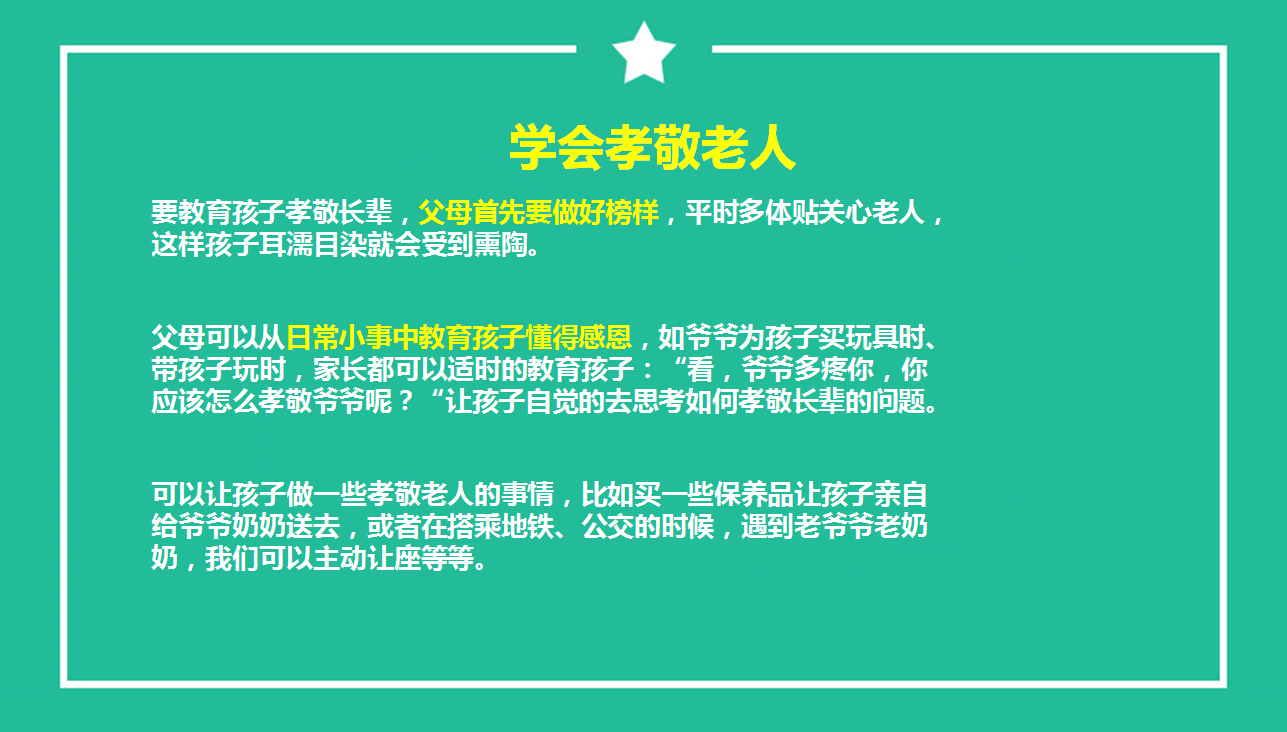 学会孝敬老人
要教育孩子孝敬长辈，父母首先要做好榜样，平时多体贴关心老人，
这样孩子耳濡目染就会受到熏陶。
父母可以从日常小事中教育孩子懂得感恩，如爷爷为孩子买玩具时、
带孩子玩时，家长都可以适时的教育孩子：“看，爷爷多疼你，你
应该怎么孝敬爷爷呢？“让孩子自觉的去思考如何孝敬长辈的问题。
可以让孩子做一些孝敬老人的事情，比如买一些保养品让孩子亲自
给爷爷奶奶送去，或者在搭乘地铁、公交的时候，遇到老爷爷老奶
奶，我们可以主动让座等等。